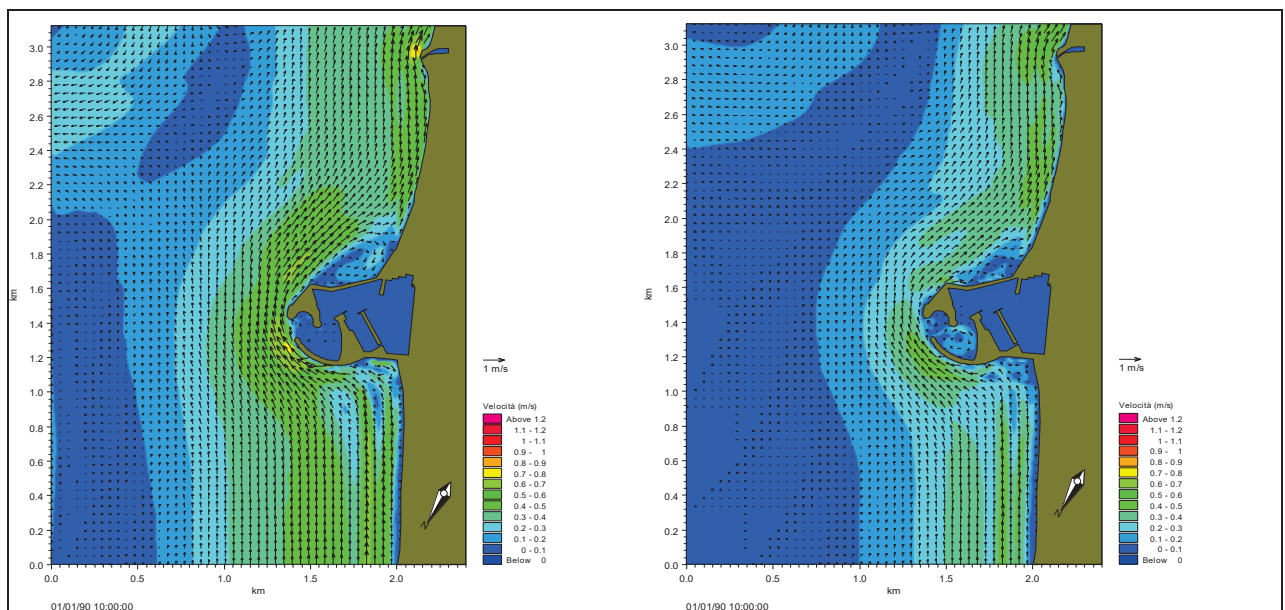 3.0
2.8
2.6
2.4
2.2
2.0
1.8
1.6
km
1.4
1.2
1.0
0.8
0.6
0.4
0.2
0.0
0.0 0.5 1.0 1.5 2.0
km
01/01/90 10:00:00
1 m/s
Velocità (m/s)
Above 1.2
1.1 - 1.2
1 - 1.1
0.9 - 1
0.8 - 0.9
0.7 - 0.8
0.6 - 0.7
0.5 - 0.6
0.4 - 0.5
0.3 - 0.4
0.2 - 0.3
0.1 - 0.2
0 - 0.1
Below 0
N
3.0
2.8
2.6
2.4
2.2
2.0
1.8
1.6
km
1.4
1.2
1.0
0.8
0.6
0.4
0.2
0.0
0.0 0.5 1.0 1.5 2.0
km
01/01/90 10:00:00
1 m/s
Velocità (m/s)
Above 1.2
1.1 - 1.2
1 - 1.1
0.9 - 1
0.8 - 0.9
0.7 - 0.8
0.6 - 0.7
0.5 - 0.6
0.4 - 0.5
0.3 - 0.4
0.2 - 0.3
0.1 - 0.2
0 - 0.1
Below 0
N